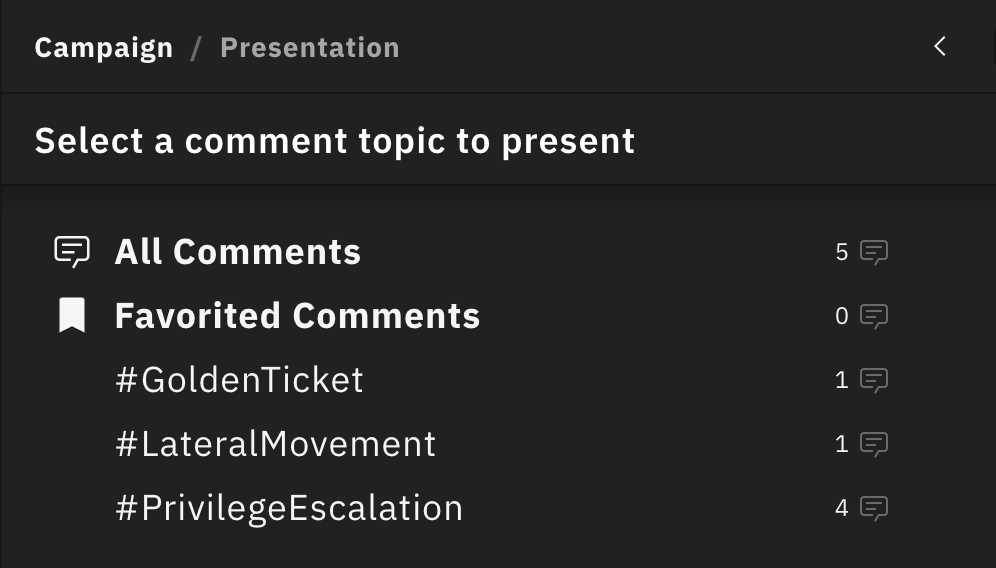 Campaign / Presentation
Select a comment topic to present
All Comments 5
Favorited Comments 0
#GoldenTicket 1
#LateralMovement 1
#PrivilegeEscalation 4